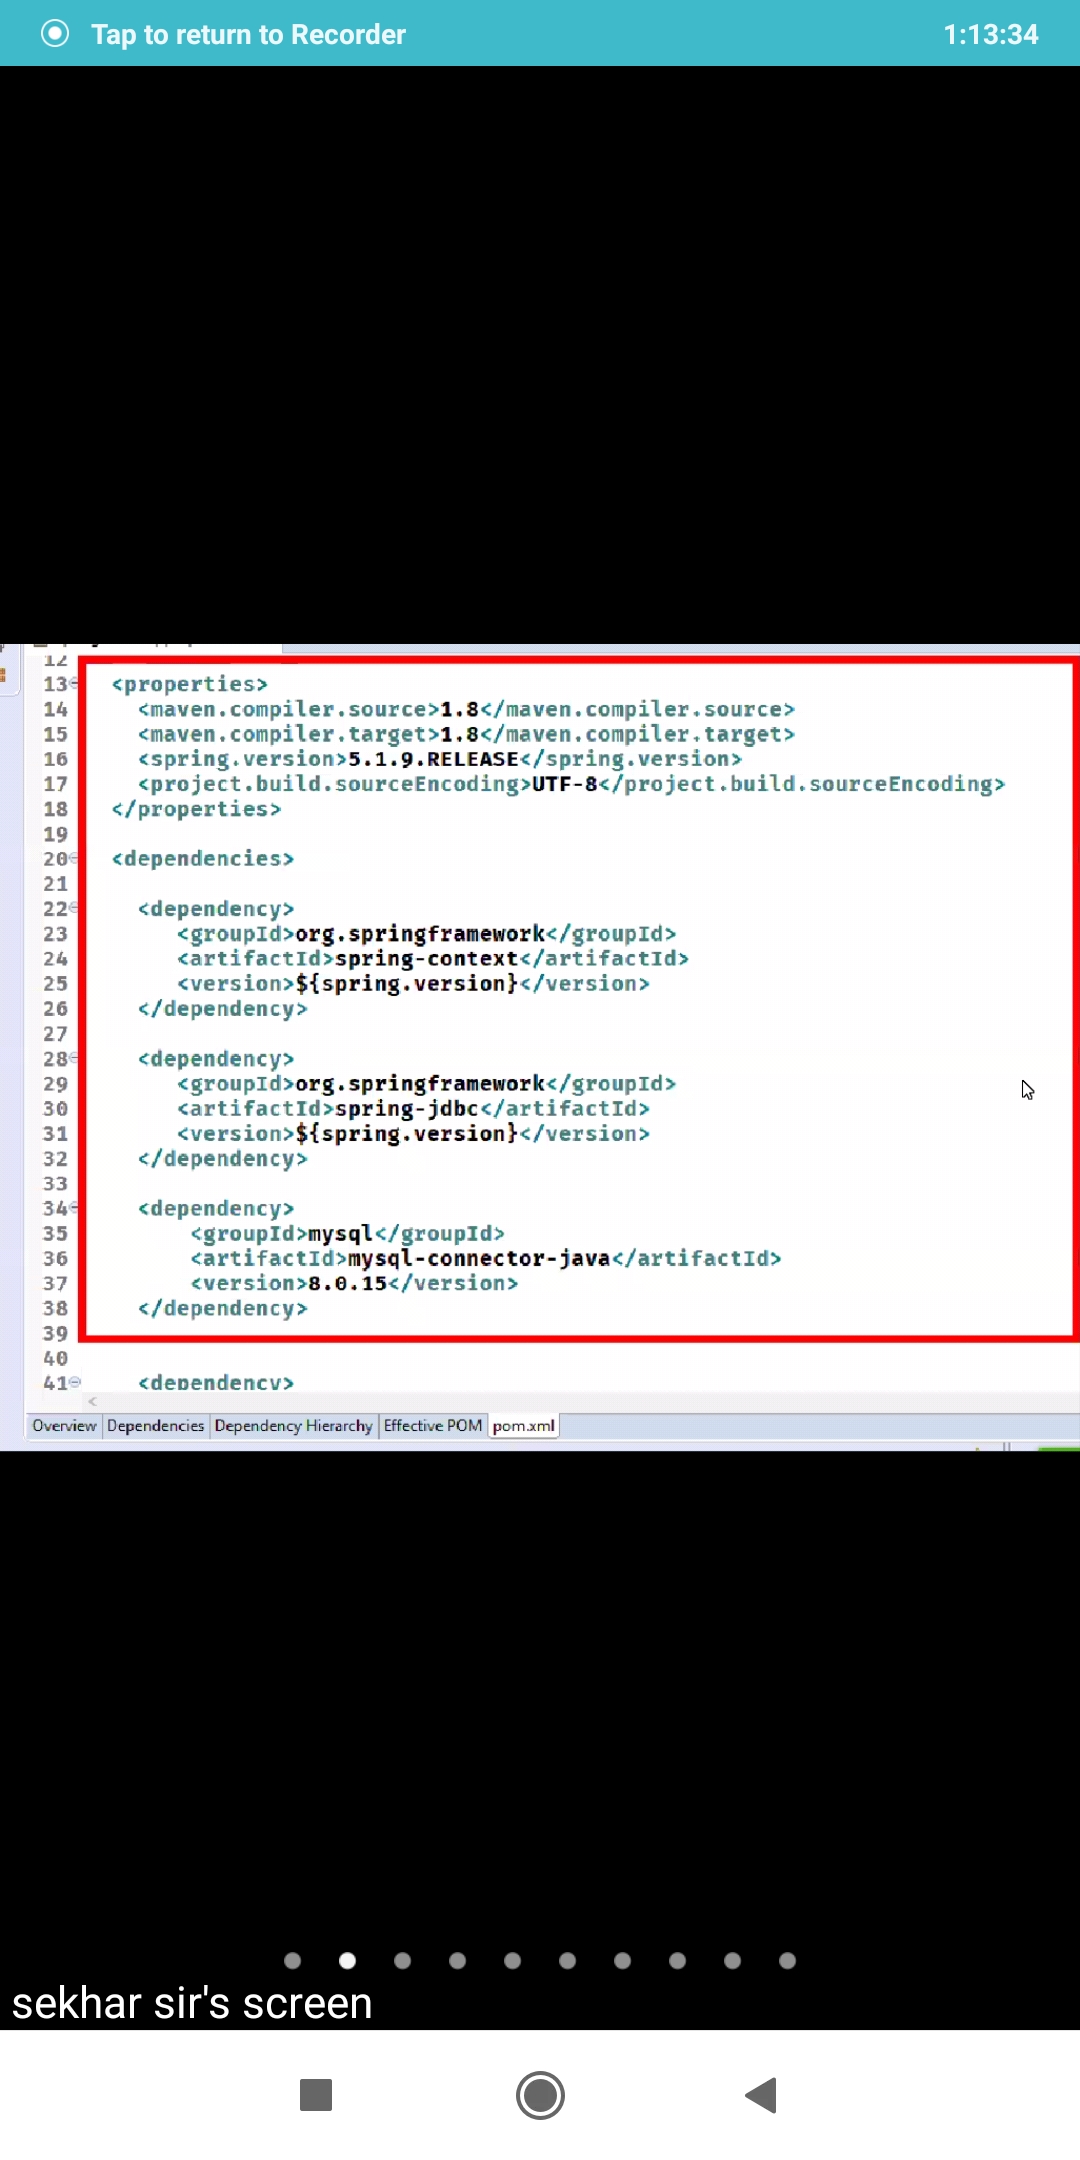 Tap to return to Recorder 1:13:34
12
13 <properties>
14 <maven.compiler.source>1.8</maven.compiler.source>
15 <maven.compiler.target>1.8</maven.compiler.target>
16 <spring.version>5.1.9.RELEASE</spring.version>
17 <project.build.sourceEncoding>UTF-8</project.build.sourceEncoding>
18 </properties>
19
20 <dependencies>
21
22 <dependency>
23 <groupId>org.springframework</groupId>
24 <artifactId>spring-context</artifactId>
25 <version>${spring.version}</version>
26 </dependency>
27
28 <dependency>
29 <groupId>org.springframework</groupId>
30 <artifactId>spring-jdbc</artifactId>
31 <version>${spring.version}</version>
32 </dependency>
33
34 <dependency>
35 <groupId>mysql</groupId>
36 <artifactId>mysql-connector-java</artifactId>
37 <version>8.0.15</version>
38 </dependency>
39
40
41 <dependency>
Overview Dependencies Dependency Hierarchy Effective POM pom.xml
sekhar sir's screen